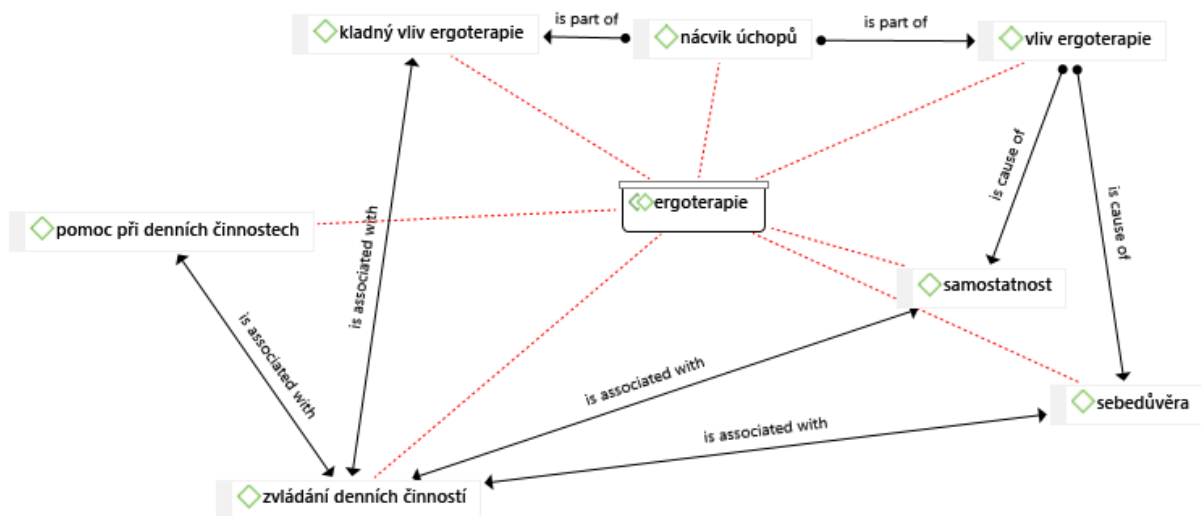 is part of
is part of
kladný vliv ergoterapie
nácvik úchopů
vliv ergoterapie
is cause of
is cause of
ergoterapie
pomoc při denních činnostech
is associated with
samostatnost
is associated with
is associated with
sebedůvěra
is associated with
zvládání denních činností